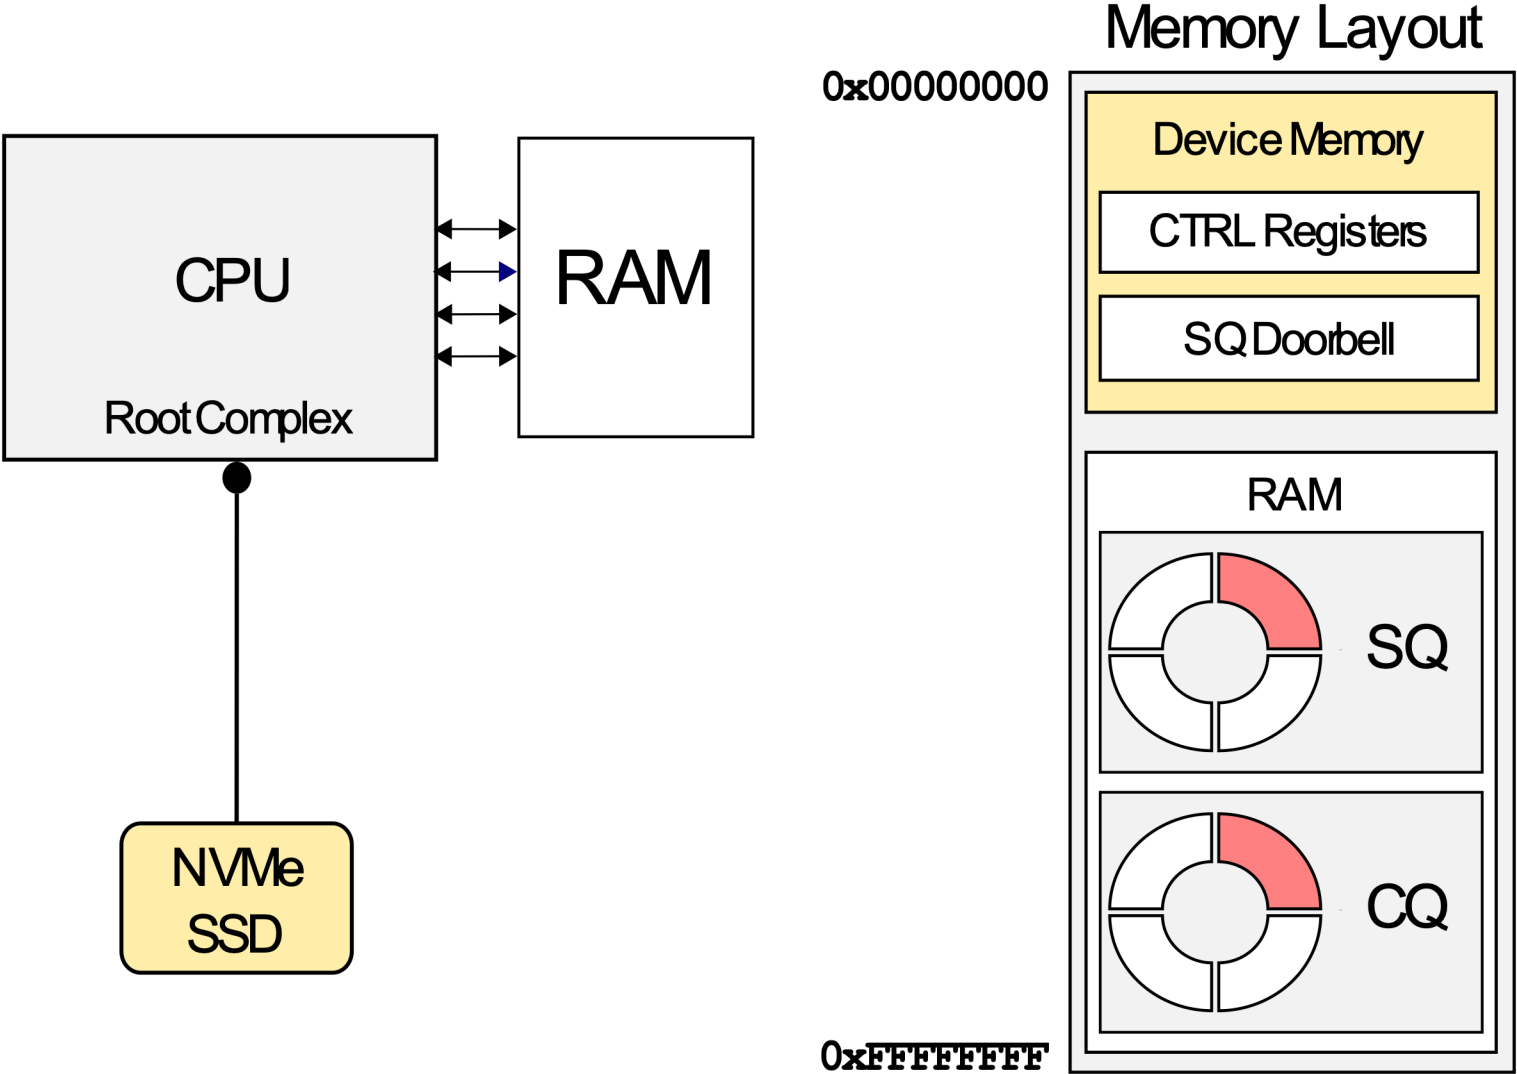 Memory Layout
0x00000000
Device Memory
CTRL Registers
SQ Doorbell
CPU
Root Complex
RAM
RAM
SQ
CQ
NVMe
SSD
0xFFFFFFFF